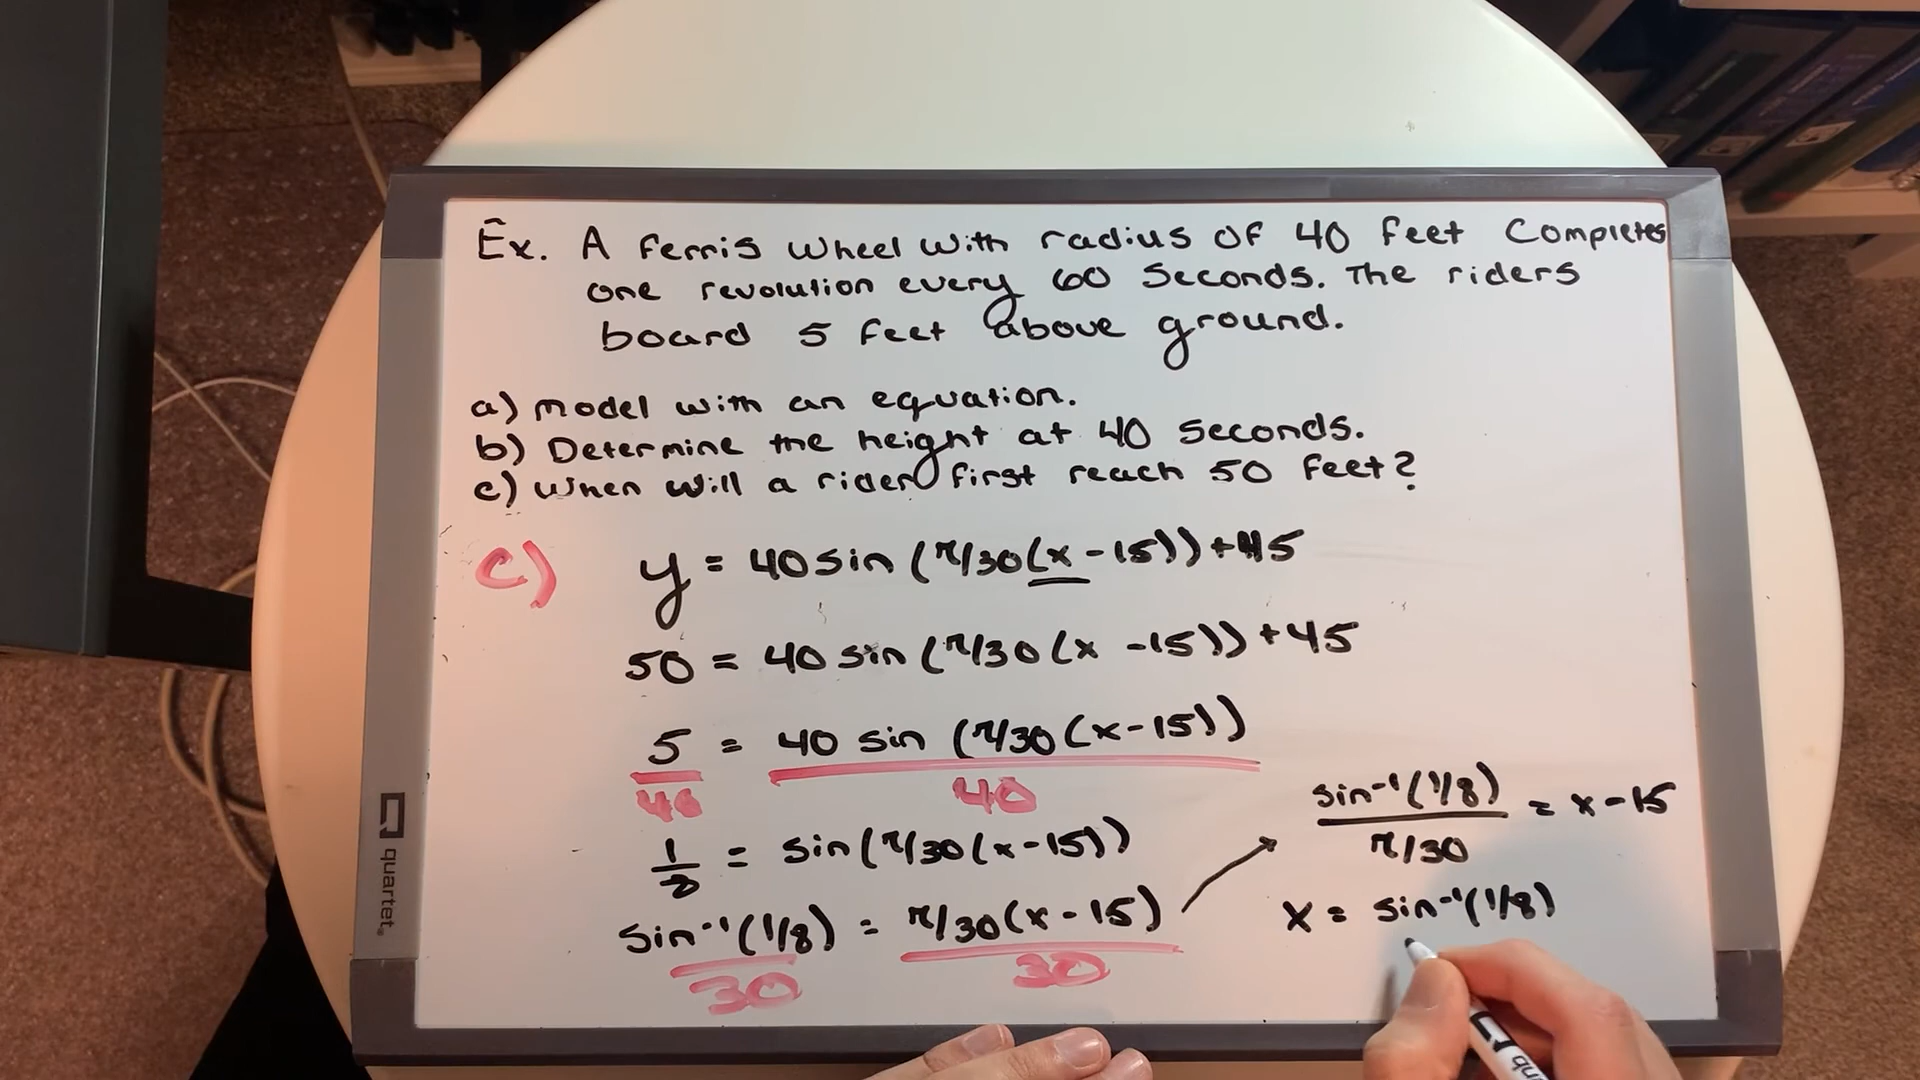 Ex. A Ferris wheel with radius of 40 feet completes
one revolution every 60 seconds. The riders
board 5 feet above ground.
a) model with an equation.
b) Determine the height at 40 seconds.
c) when will a rider first reach 50 feet?
c)
y = 40 sin (π/30(x - 15)) + 45
50 = 40 sin (π/30 (x - 15)) + 45
5 = 40 sin (π/30 (x - 15))
40 40
1/8 = sin (π/30 (x - 15))
sin⁻¹(1/8) = π/30 (x - 15)
30 30
sin⁻¹(1/8) = x - 15
π/30
x = sin⁻¹(1/8)
quartet